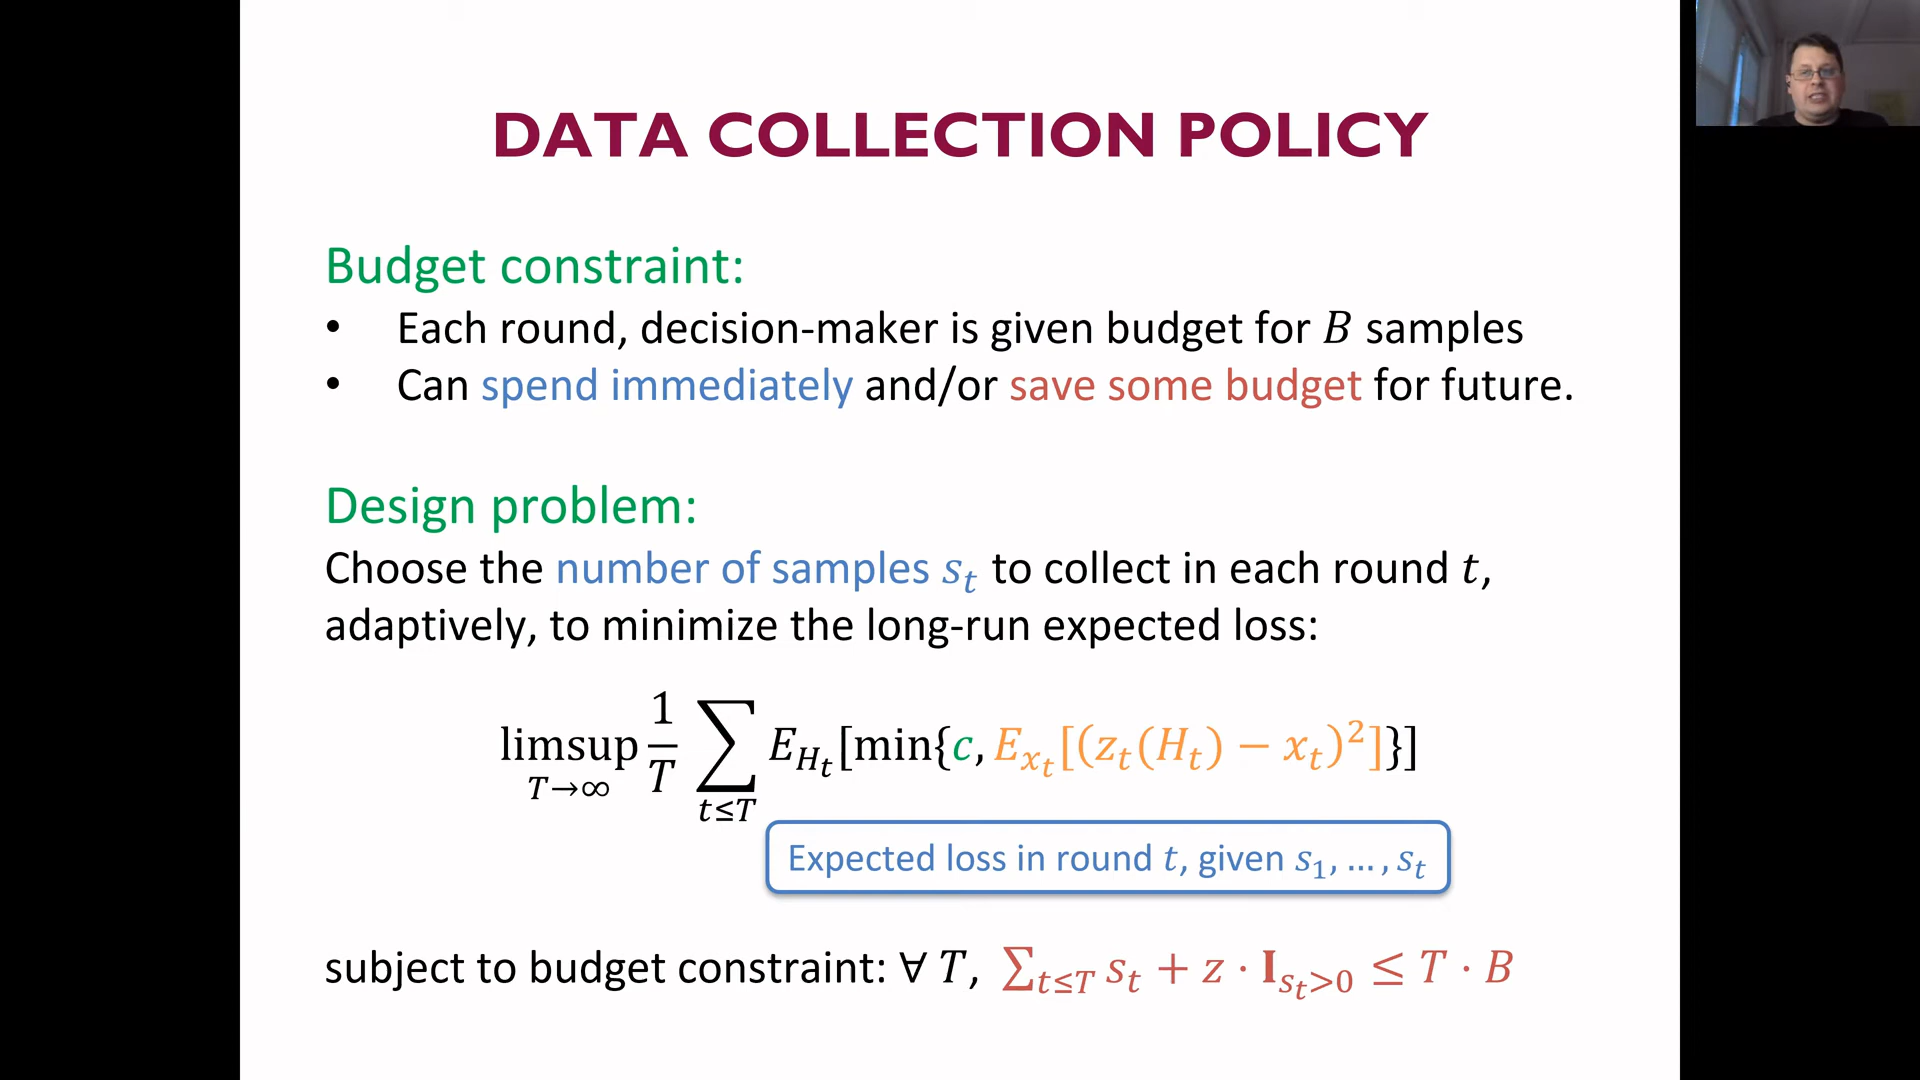 DATA COLLECTION POLICY
Budget constraint:
• Each round, decision-maker is given budget for B samples
• Can spend immediately and/or save some budget for future.
Design problem:
Choose the number of samples s_t to collect in each round t,
adaptively, to minimize the long-run expected loss:
limsup_{T→∞} \frac{1}{T} ∑_{t≤T} E_{H_t}[min{c, E_{x_t}[(z_t(H_t) − x_t)^2]}]
Expected loss in round t, given s_1, … , s_t
subject to budget constraint: ∀ T, ∑_{t≤T} s_t + z · I_{s_t>0} ≤ T · B